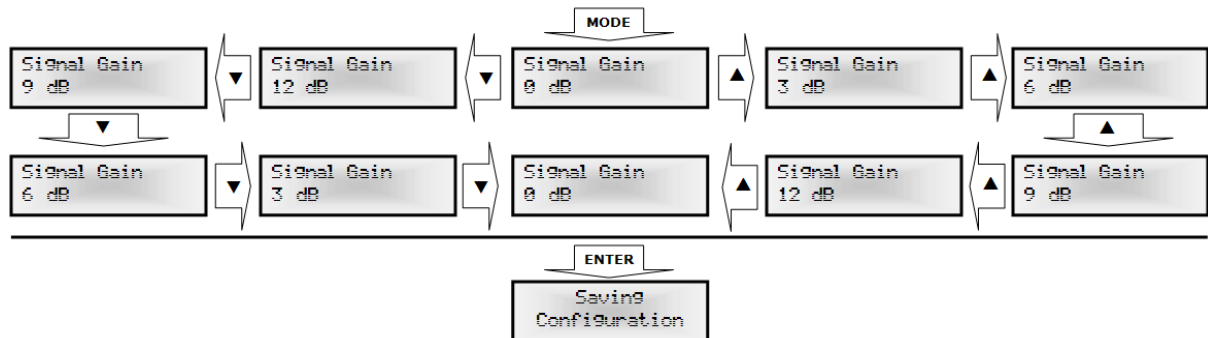 MODE
Signal Gain
9 dB
▼
Signal Gain
12 dB
▼
Signal Gain
0 dB
▲
Signal Gain
3 dB
▲
Signal Gain
6 dB
▼
▲
Signal Gain
6 dB
▼
Signal Gain
3 dB
▼
Signal Gain
0 dB
▲
Signal Gain
12 dB
▲
Signal Gain
9 dB
ENTER
Saving
Configuration